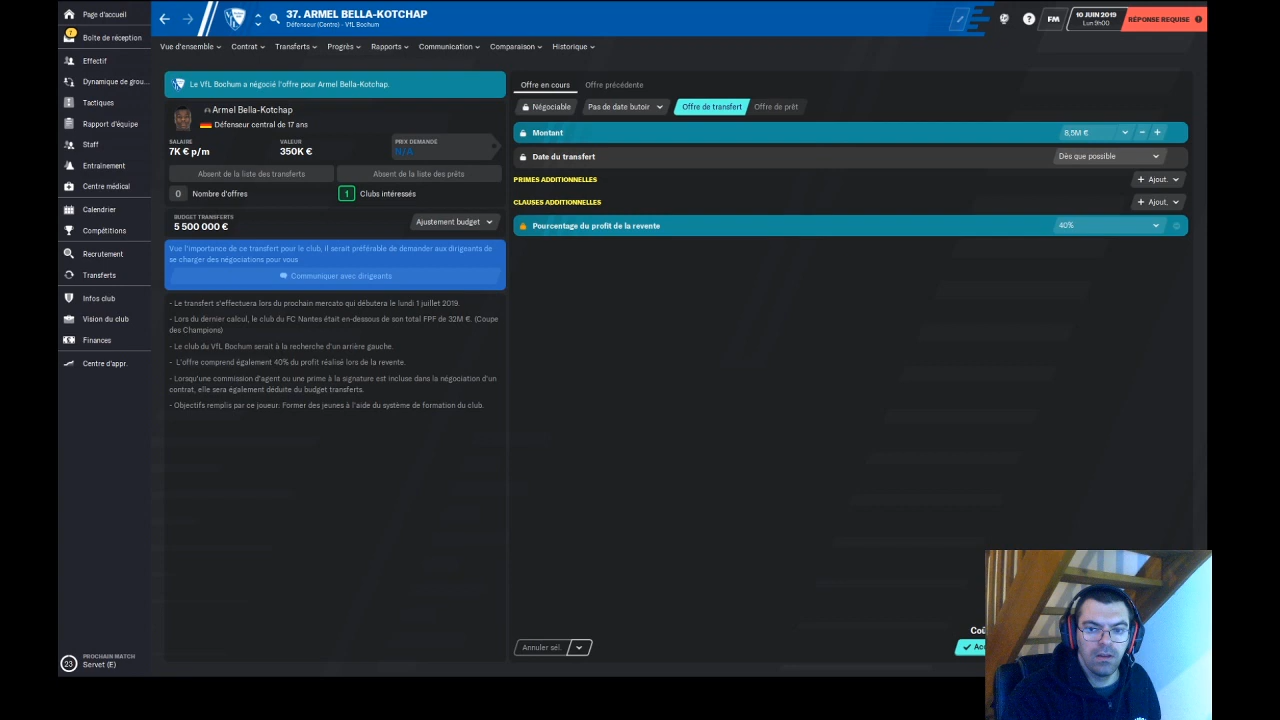 Page d'accueil
7
Boîte de réception
Effectif
Dynamique de grou...
Tactiques
Rapport d'équipe
Staff
Entraînement
Centre médical
Calendrier
Compétitions
Recrutement
Transferts
Infos club
Vision du club
Finances
Centre d'appr.
23
PROCHAIN MATCH
Servet (E)
37. ARMEL BELLA-KOTCHAP
Défenseur (Centre) - VfL Bochum
FM
10 JUIN 2019
Lun 9h00
RÉPONSE REQUISE
Vue d'ensemble
Contrat
Transferts
Progrès
Rapports
Communication
Comparaison
Historique
Le VfL Bochum a négocié l'offre pour Armel Bella-Kotchap.
Armel Bella-Kotchap
Défenseur central de 17 ans
SALAIRE
7K € p/m
VALEUR
350K €
PRIX DEMANDÉ
N/A
Absent de la liste des transferts
Absent de la liste des prêts
0 Nombre d'offres
1 Clubs intéressés
BUDGET TRANSFERTS
5 500 000 €
Ajustement budget
Vue l'importance de ce transfert pour le club, il serait préférable de demander aux dirigeants de
se charger des négociations pour vous
Communiquer avec dirigeants
- Le transfert s'effectuera lors du prochain mercato qui débutera le lundi 1 juillet 2019.
- Lors du dernier calcul, le club du FC Nantes était en-dessous de son total FPF de 32M €. (Coupe
des Champions)
- Le club du VfL Bochum serait à la recherche d'un arrière gauche.
- L'offre comprend également 40% du profit réalisé lors de la revente.
- Lorsqu'une commission d'agent ou une prime à la signature est incluse dans la négociation d'un
contrat, elle sera également déduite du budget transferts.
- Objectifs remplis par ce joueur: Former des jeunes à l'aide du système de formation du club.
Offre en cours
Offre précédente
Négociable
Pas de date butoir
Offre de transfert
Offre de prêt
Montant
8,5M €
Date du transfert
Dès que possible
PRIMES ADDITIONNELLES
Ajout.
CLAUSES ADDITIONNELLES
Ajout.
Pourcentage du profit de la revente
40%
Annuler sél.